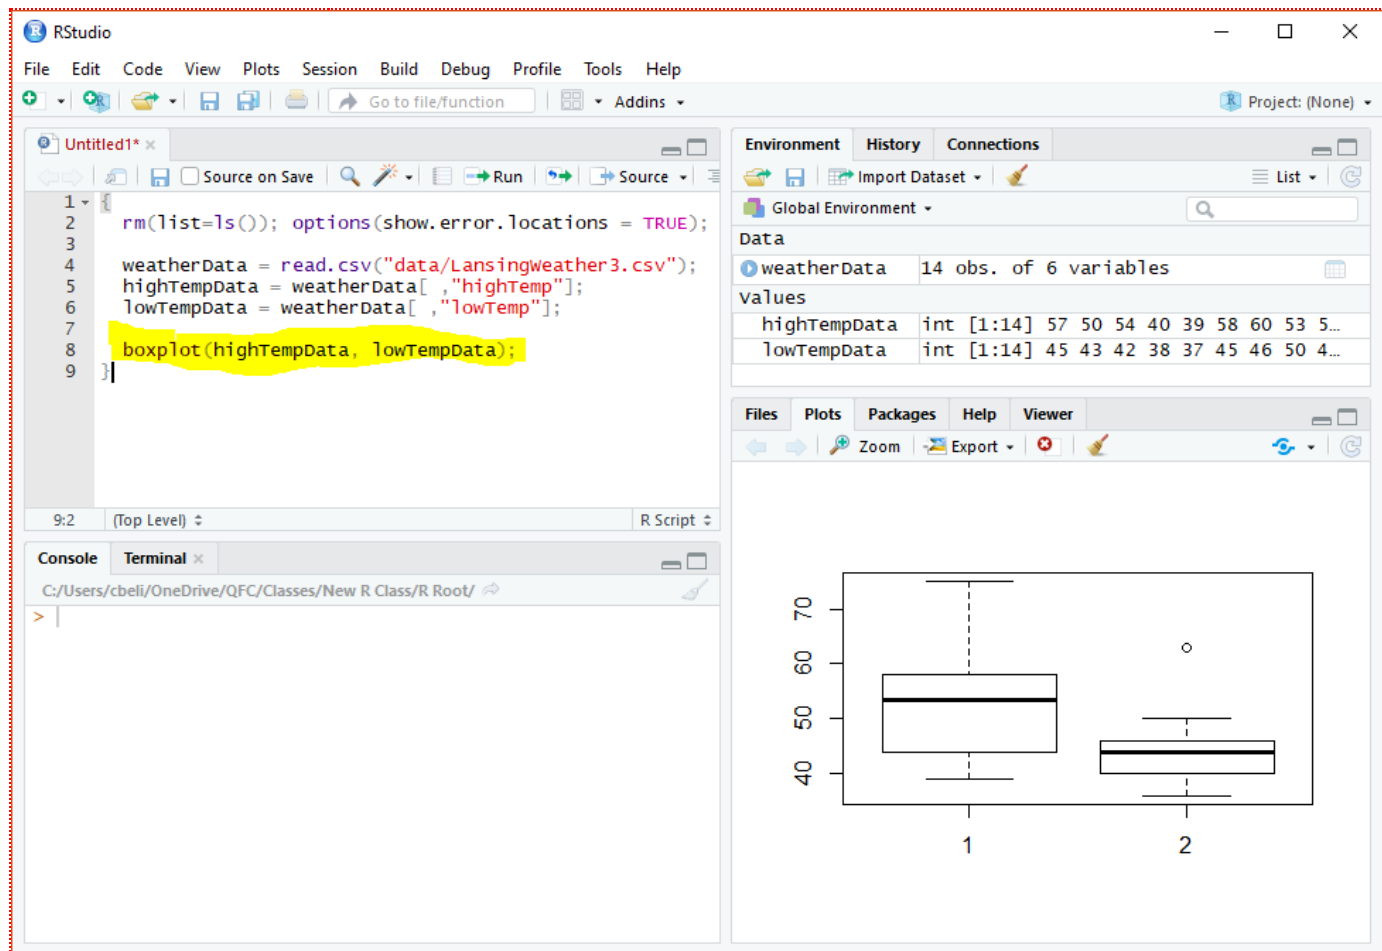 RStudio
File Edit Code View Plots Session Build Debug Profile Tools Help
Go to file/function Addins Project: (None)
Untitled1*
Source on Save Run Source
1 {
2 rm(list=ls()); options(show.error.locations = TRUE);
3
4 weatherData = read.csv("data/LansingWeather3.csv");
5 highTempData = weatherData[ ,"highTemp"];
6 lowTempData = weatherData[ ,"lowTemp"];
7
8 boxplot(highTempData, lowTempData);
9 }
9:2 (Top Level) R Script
Console Terminal
C:/Users/cbeli/OneDrive/QFC/Classes/New R Class/R Root/
>
Environment History Connections
Import Dataset List
Global Environment
Data
weatherData 14 obs. of 6 variables
Values
highTempData int [1:14] 57 50 54 40 39 58 60 53 5…
lowTempData int [1:14] 45 43 42 38 37 45 46 50 4…
Files Plots Packages Help Viewer
Zoom Export
70
60
50
40
1 2